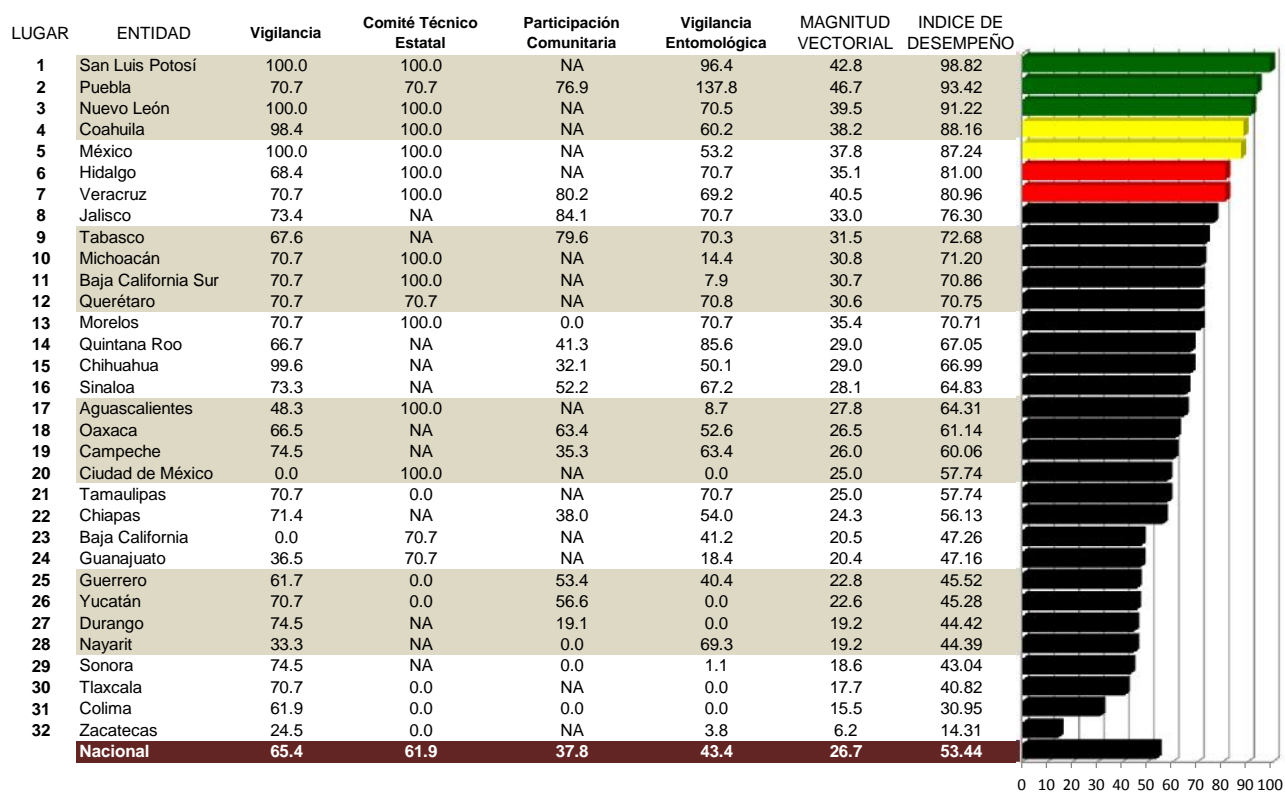 LUGAR ENTIDAD Vigilancia Comité Técnico Estatal Participación Comunitaria Vigilancia Entomológica MAGNITUD VECTORIAL INDICE DE DESEMPEÑO
1 San Luis Potosí 100.0 100.0 NA 96.4 42.8 98.82
2 Puebla 70.7 70.7 76.9 137.8 46.7 93.42
3 Nuevo León 100.0 100.0 NA 70.5 39.5 91.22
4 Coahuila 98.4 100.0 NA 60.2 38.2 88.16
5 México 100.0 100.0 NA 53.2 37.8 87.24
6 Hidalgo 68.4 100.0 NA 70.7 35.1 81.00
7 Veracruz 70.7 100.0 80.2 69.2 40.5 80.96
8 Jalisco 73.4 NA 84.1 70.7 33.0 76.30
9 Tabasco 67.6 NA 79.6 70.3 31.5 72.68
10 Michoacán 70.7 100.0 NA 14.4 30.8 71.20
11 Baja California Sur 70.7 100.0 NA 7.9 30.7 70.86
12 Querétaro 70.7 70.7 NA 70.8 30.6 70.75
13 Morelos 70.7 100.0 0.0 70.7 35.4 70.71
14 Quintana Roo 66.7 NA 41.3 85.6 29.0 67.05
15 Chihuahua 99.6 NA 32.1 50.1 29.0 66.99
16 Sinaloa 73.3 NA 52.2 67.2 28.1 64.83
17 Aguascalientes 48.3 100.0 NA 8.7 27.8 64.31
18 Oaxaca 66.5 NA 63.4 52.6 26.5 61.14
19 Campeche 74.5 NA 35.3 63.4 26.0 60.06
20 Ciudad de México 0.0 100.0 NA 0.0 25.0 57.74
21 Tamaulipas 70.7 0.0 NA 70.7 25.0 57.74
22 Chiapas 71.4 NA 38.0 54.0 24.3 56.13
23 Baja California 0.0 70.7 NA 41.2 20.5 47.26
24 Guanajuato 36.5 70.7 NA 18.4 20.4 47.16
25 Guerrero 61.7 0.0 53.4 40.4 22.8 45.52
26 Yucatán 70.7 0.0 56.6 0.0 22.6 45.28
27 Durango 74.5 NA 19.1 0.0 19.2 44.42
28 Nayarit 33.3 NA 0.0 69.3 19.2 44.39
29 Sonora 74.5 NA 0.0 1.1 18.6 43.04
30 Tlaxcala 70.7 0.0 NA 0.0 17.7 40.82
31 Colima 61.9 0.0 0.0 0.0 15.5 30.95
32 Zacatecas 24.5 0.0 NA 3.8 6.2 14.31
Nacional 65.4 61.9 37.8 43.4 26.7 53.44
0 10 20 30 40 50 60 70 80 90 100